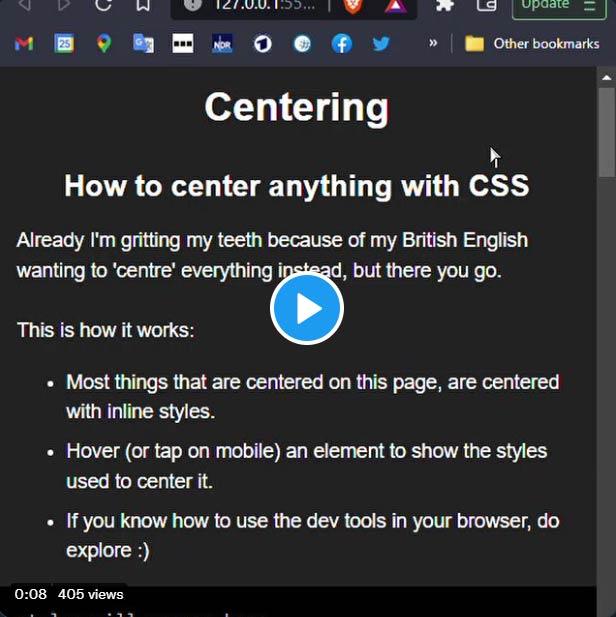 127.0.0.1:55...
Update
25
NDR
»
Other bookmarks
Centering
How to center anything with CSS
Already I'm gritting my teeth because of my British English
wanting to 'centre' everything instead, but there you go.
This is how it works:
• Most things that are centered on this page, are centered
with inline styles.
• Hover (or tap on mobile) an element to show the styles
used to center it.
• If you know how to use the dev tools in your browser, do
explore :)
0:08 405 views